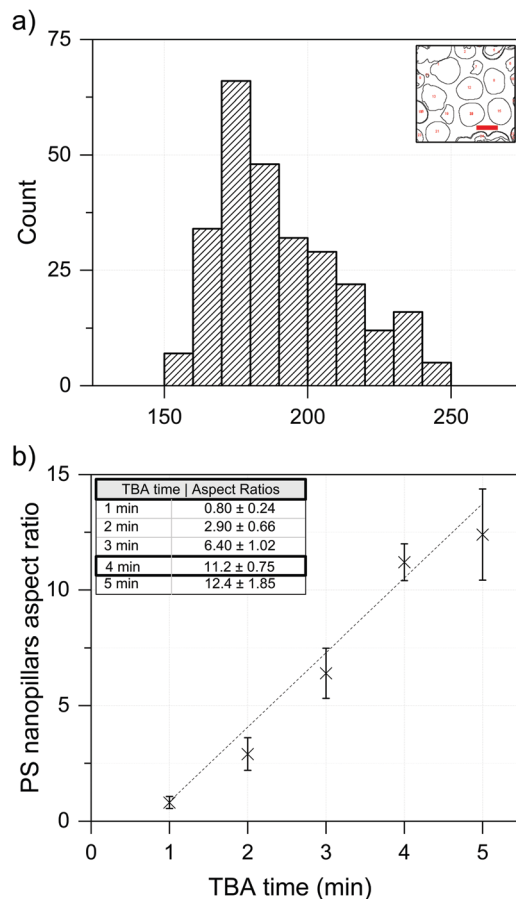 a)
75
50
25
0
Count
150
200
250
b)
15
10
5
0
PS nanopillars aspect ratio
TBA time | Aspect Ratios
1 min 0.80 ± 0.24
2 min 2.90 ± 0.66
3 min 6.40 ± 1.02
4 min 11.2 ± 0.75
5 min 12.4 ± 1.85
0 1 2 3 4 5
TBA time (min)